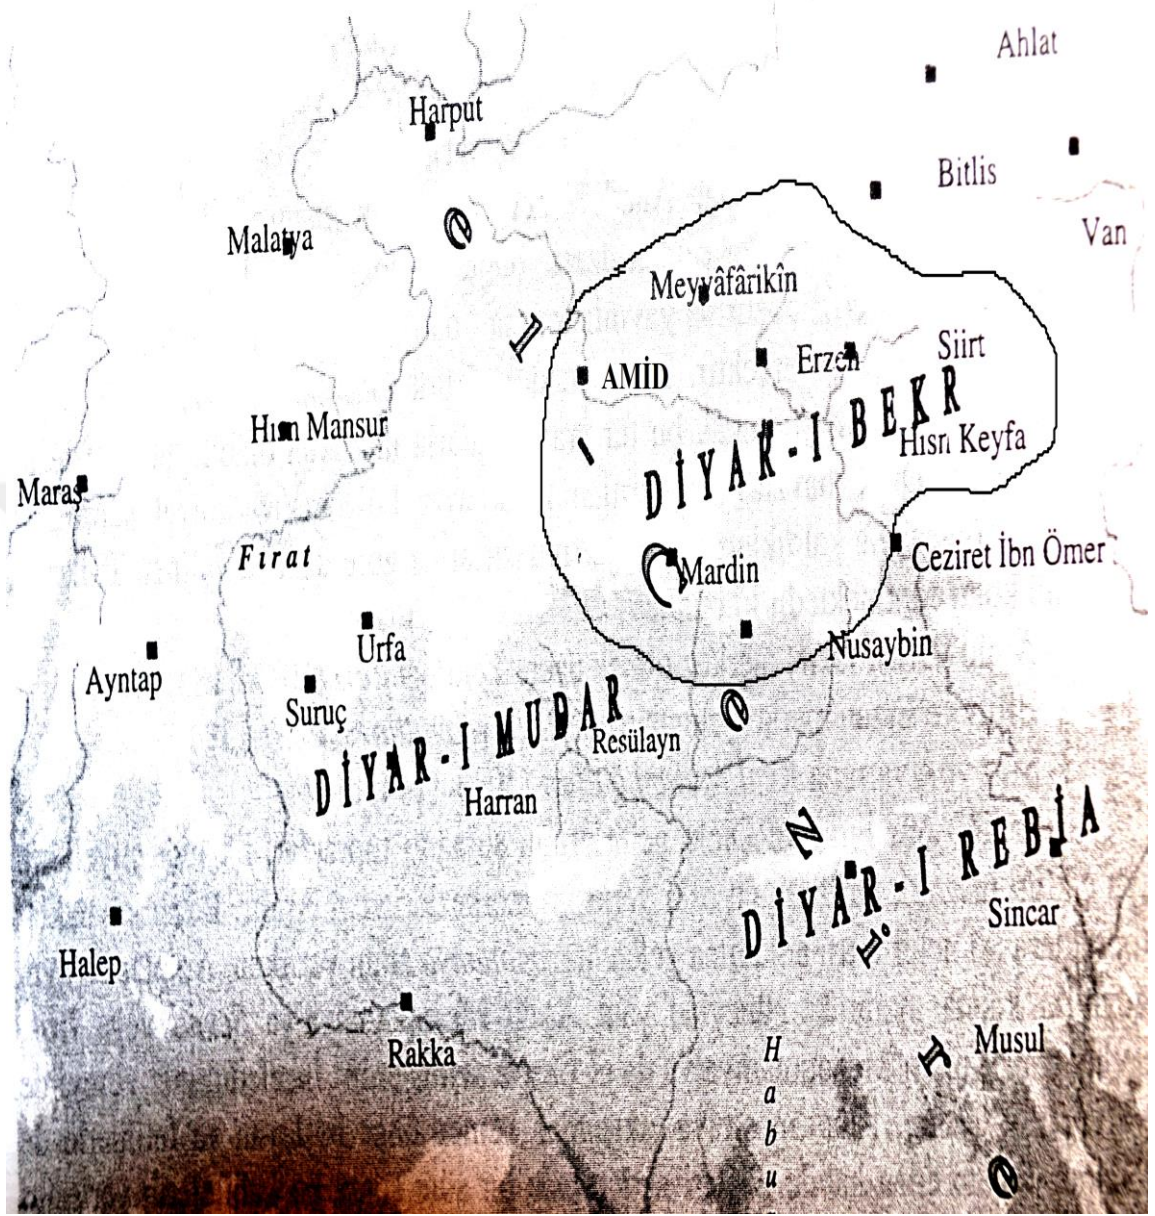 Ahlat
Harput
Bitlis
Van
Malatya
Meyyâfârikîn
Siirt
Erzen
AMİD
DİYAR-I BEKR
Hısn Mansur
Hısn Keyfa
Maraş
Fırat
Mardin
Ceziret İbn Ömer
Urfa
Nusaybin
Ayntap
Suruç
DİYAR-I MUDAR
Resülayn
Harran
DİYAR-I REBİA
Sincar
Halep
Rakka
Musul
H
a
b
u